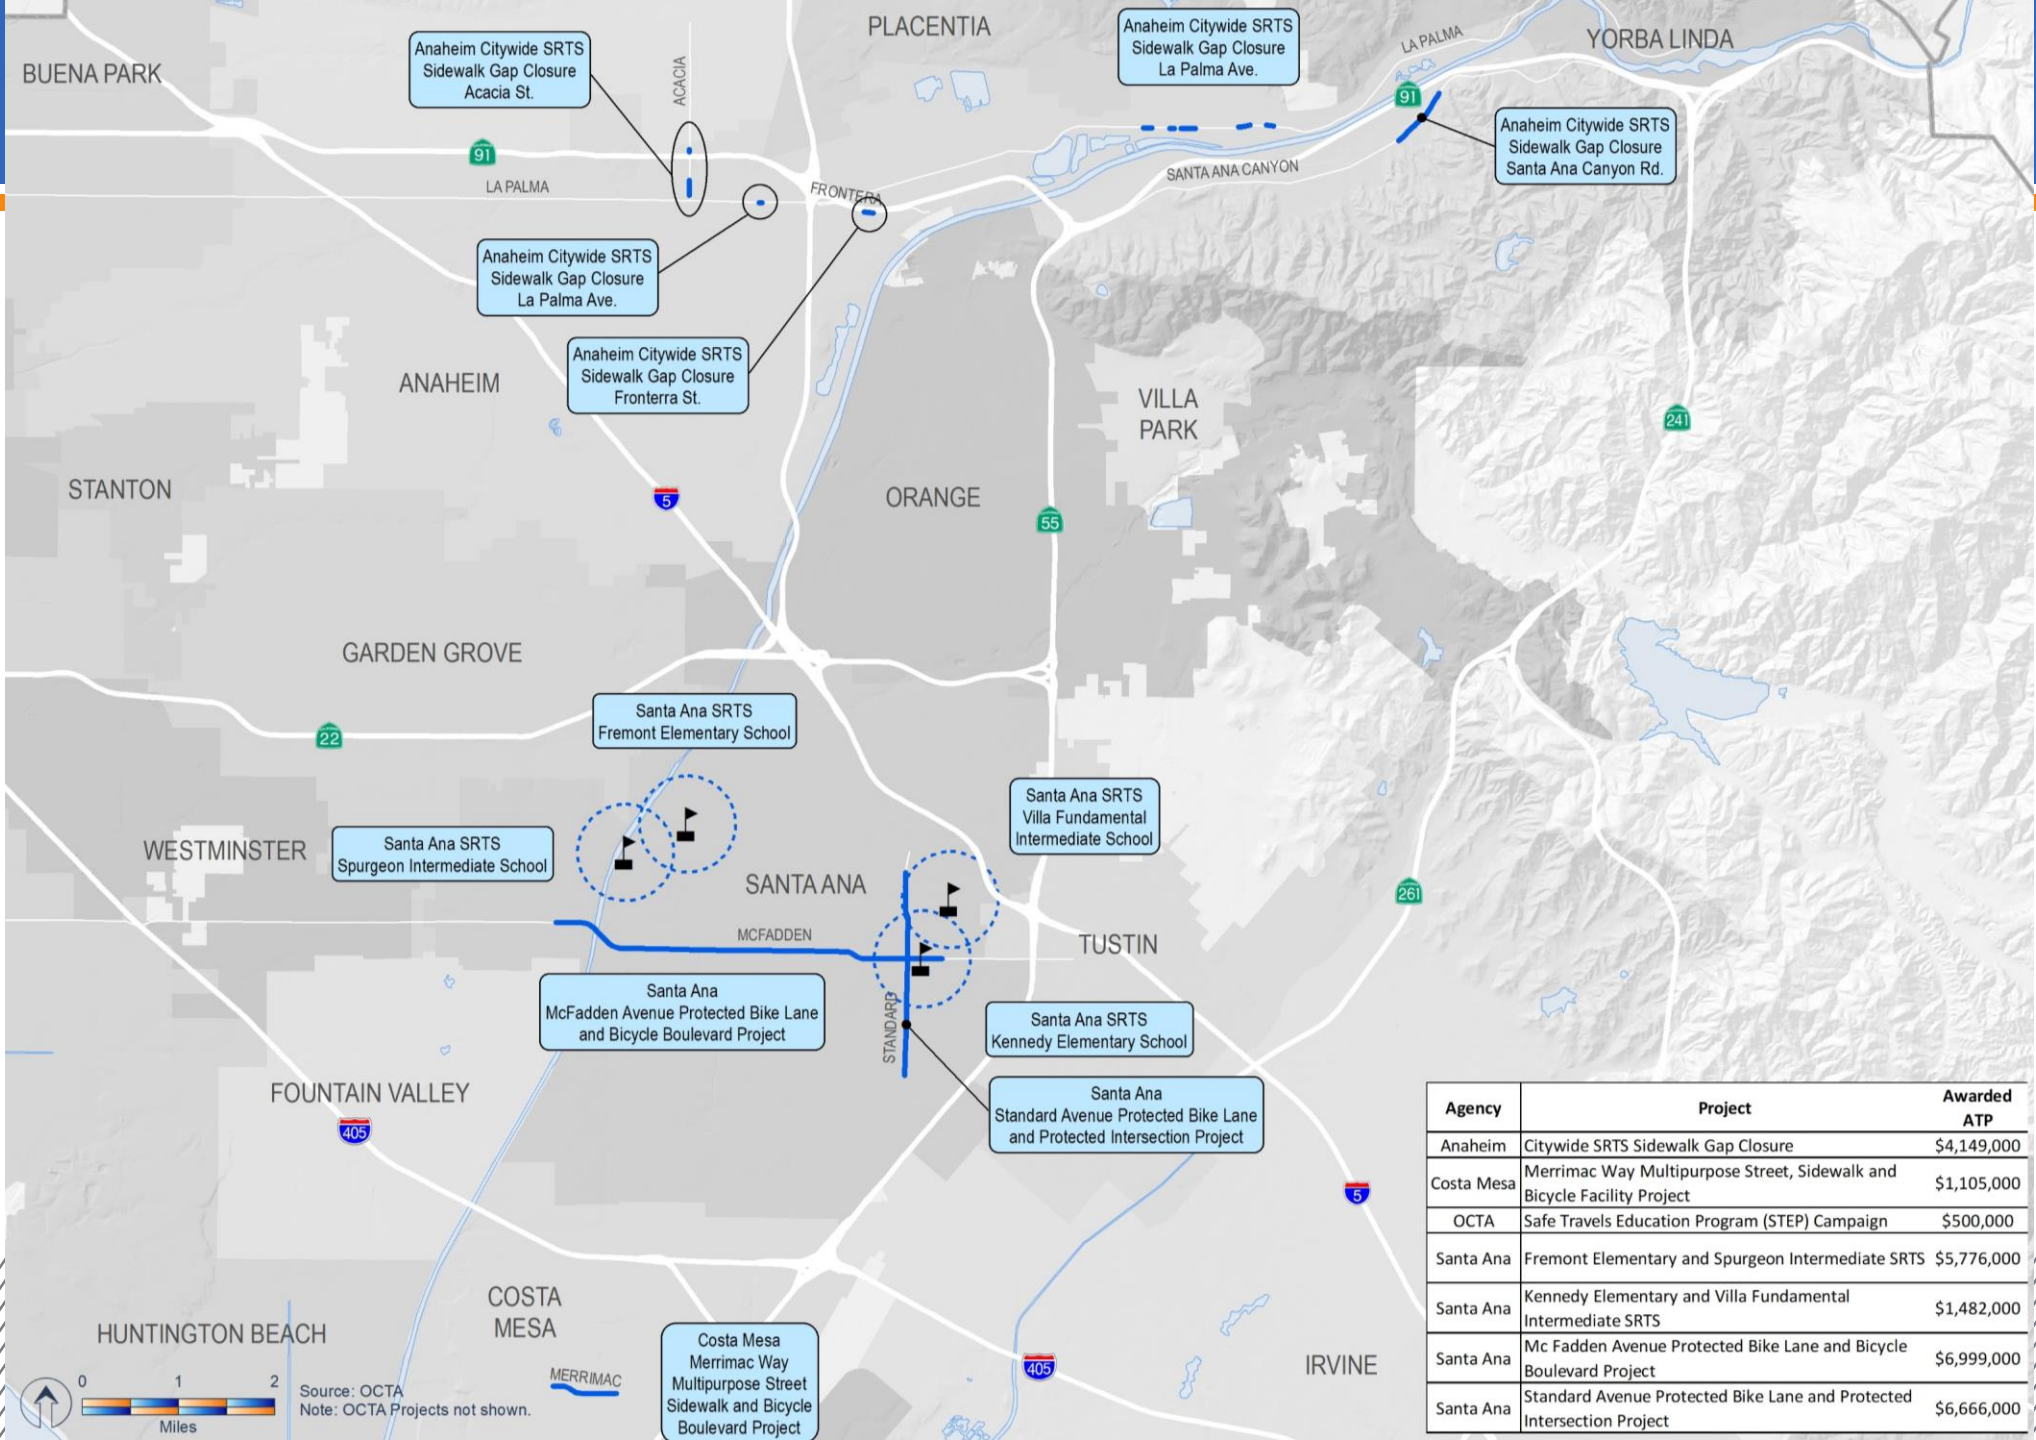 PLACENTIA
YORBA LINDA
BUENA PARK
Anaheim Citywide SRTS
Sidewalk Gap Closure
Acacia St.
ACACIA
Anaheim Citywide SRTS
Sidewalk Gap Closure
La Palma Ave.
LA PALMA
91
Anaheim Citywide SRTS
Sidewalk Gap Closure
Santa Ana Canyon Rd.
91
LA PALMA
FRONTERA
SANTA ANA CANYON
Anaheim Citywide SRTS
Sidewalk Gap Closure
La Palma Ave.
Anaheim Citywide SRTS
Sidewalk Gap Closure
Fronterra St.
ANAHEIM
VILLA
PARK
241
STANTON
5
ORANGE
55
GARDEN GROVE
Santa Ana SRTS
Fremont Elementary School
22
Santa Ana SRTS
Villa Fundamental
Intermediate School
WESTMINSTER
Santa Ana SRTS
Spurgeon Intermediate School
SANTA ANA
261
MCFADDEN
TUSTIN
Santa Ana
McFadden Avenue Protected Bike Lane
and Bicycle Boulevard Project
STANDARD
Santa Ana SRTS
Kennedy Elementary School
FOUNTAIN VALLEY
405
Santa Ana
Standard Avenue Protected Bike Lane
and Protected Intersection Project
5
COSTA
MESA
HUNTINGTON BEACH
MERRIMAC
Costa Mesa
Merrimac Way
Multipurpose Street
Sidewalk and Bicycle
Boulevard Project
405
IRVINE
0 1 2
Miles
Source: OCTA
Note: OCTA Projects not shown.
Agency Project Awarded
ATP
Anaheim Citywide SRTS Sidewalk Gap Closure $4,149,000
Costa Mesa Merrimac Way Multipurpose Street, Sidewalk and
Bicycle Facility Project $1,105,000
OCTA Safe Travels Education Program (STEP) Campaign $500,000
Santa Ana Fremont Elementary and Spurgeon Intermediate SRTS $5,776,000
Santa Ana Kennedy Elementary and Villa Fundamental
Intermediate SRTS $1,482,000
Santa Ana Mc Fadden Avenue Protected Bike Lane and Bicycle
Boulevard Project $6,999,000
Santa Ana Standard Avenue Protected Bike Lane and Protected
Intersection Project $6,666,000